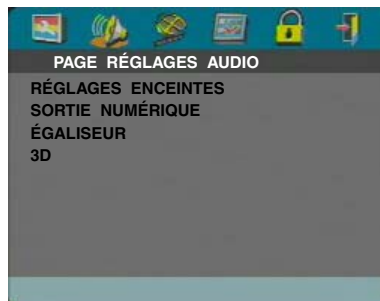 PAGE RÉGLAGES AUDIO
RÉGLAGES ENCEINTES
SORTIE NUMÉRIQUE
ÉGALISEUR
3D